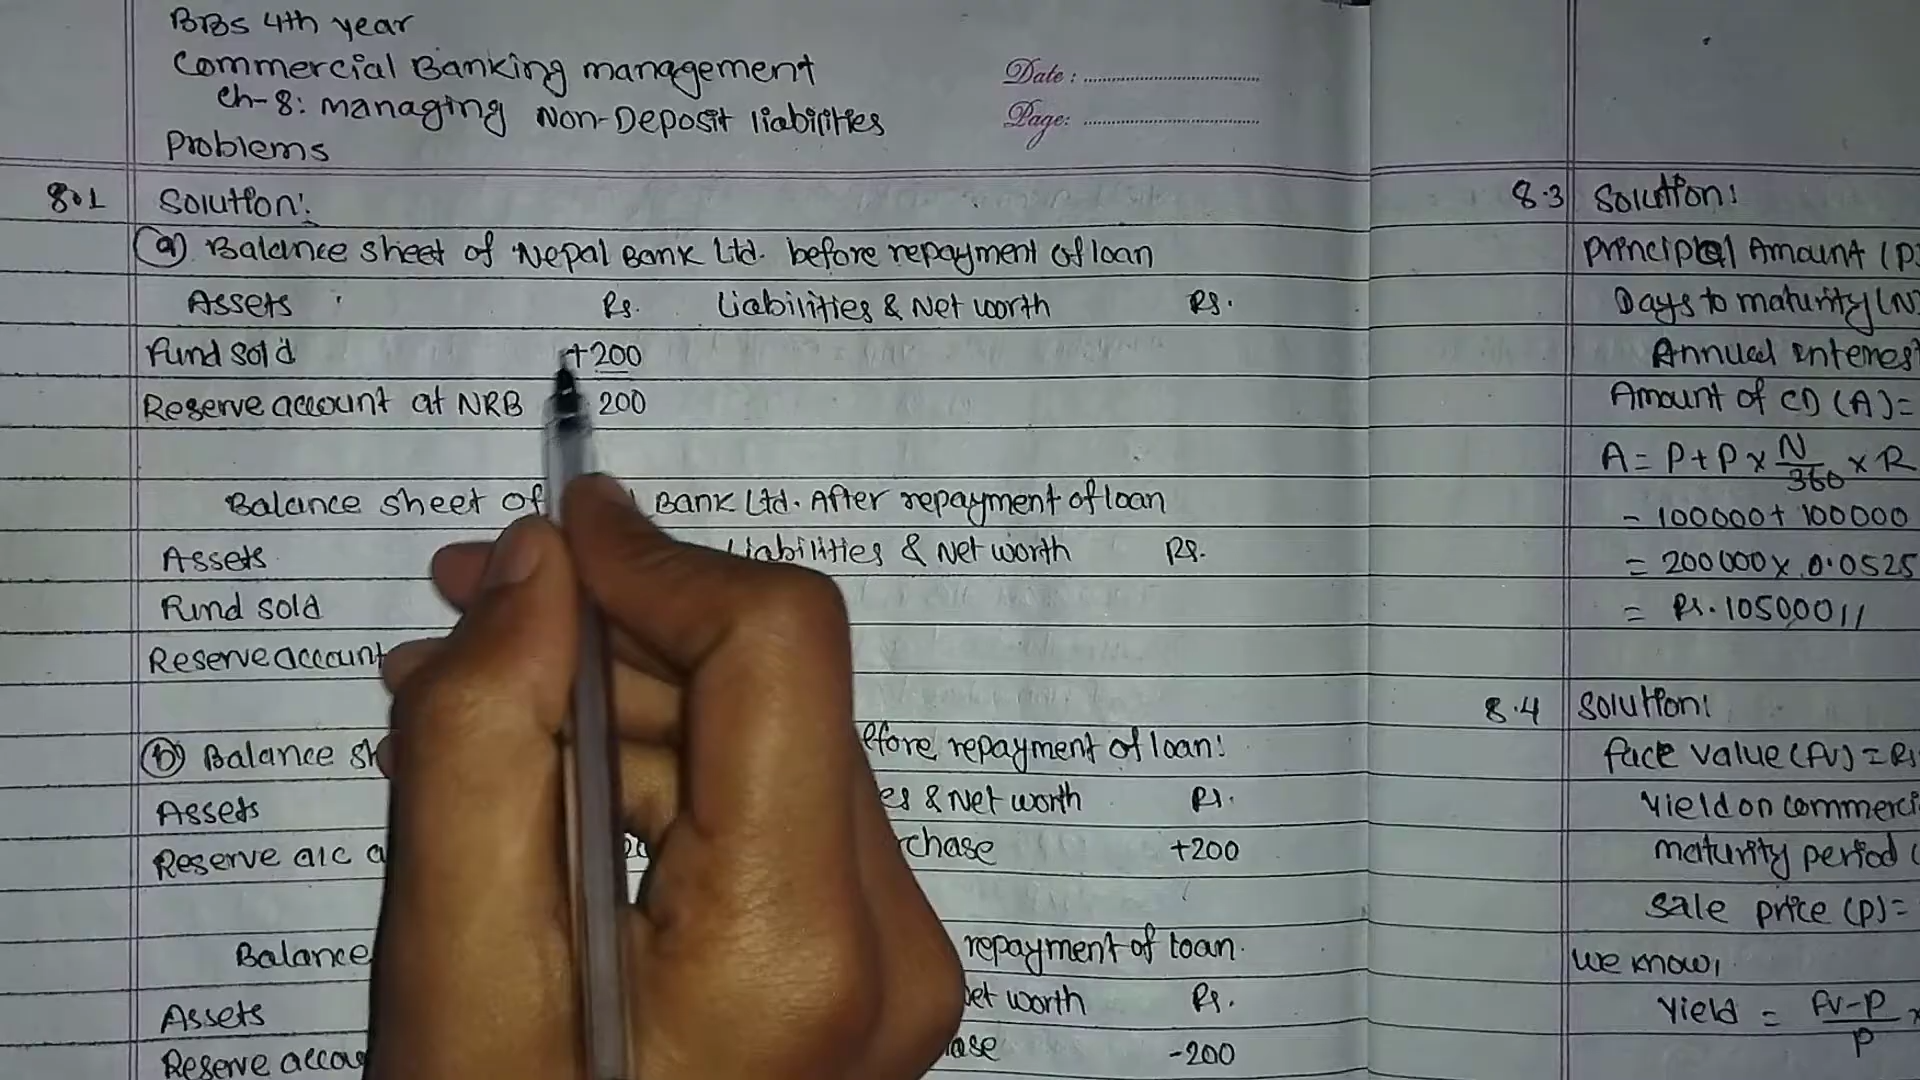 BBS 4th year
Commercial Banking management
Ch-8: managing Non-Deposit liabilities
Problems
Date :
Page:
8.1 Solution:
(a) Balance sheet of Nepal Bank Ltd. before repayment of loan
Assets Rs. Liabilities & Net worth Rs.
Fund sold +200
Reserve account at NRB 200
Balance sheet of Bank Ltd. After repayment of loan
Assets Liabilities & Net worth Rs.
Fund sold
Reserve account
(b) Balance sh efore repayment of loan:
Assets es & Net worth Rs.
Reserve a/c a chase +200
Balance repayment of loan.
Assets et worth Rs.
Reserve accou ase -200
8.3 Solution:
Principal Amount (P
Days to maturity (N)
Annual interest
Amount of CD (A) =
A = P + P × N/360 × R
- 100000 + 100000
= 200000 × 0.0525
= Rs. 10500011
8.4 Solution:
face value (FV) = Rs
Yield on commerci
maturity period (
Sale price (P) =
We know,
Yield = FV-P/P ×